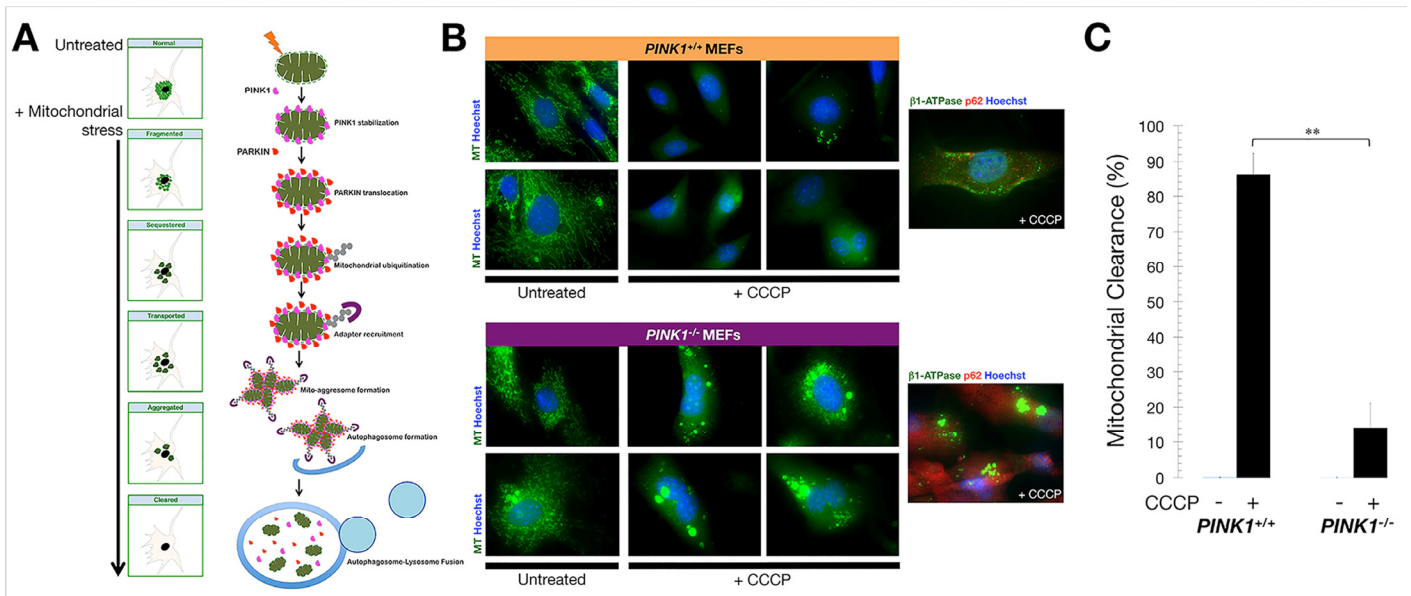 A
Untreated
+ Mitochondrial
stress
Normal
Fragmented
Sequestered
Transported
Aggregated
Cleared
PINK1
PINK1 stabilization
PARKIN
PARKIN translocation
Mitochondrial ubiquitination
Adapter recruitment
Mito-aggresome formation
Autophagosome formation
Autophagosome-Lysosome Fusion
B
PINK1+/+ MEFs
MT Hoechst
MT Hoechst
Untreated
+ CCCP
β1-ATPase p62 Hoechst
+ CCCP
PINK1-/- MEFs
MT Hoechst
MT Hoechst
Untreated
+ CCCP
β1-ATPase p62 Hoechst
+ CCCP
C
Mitochondrial Clearance (%)
100
90
80
70
60
50
40
30
20
10
0
**
CCCP - + - +
PINK1+/+ PINK1-/-